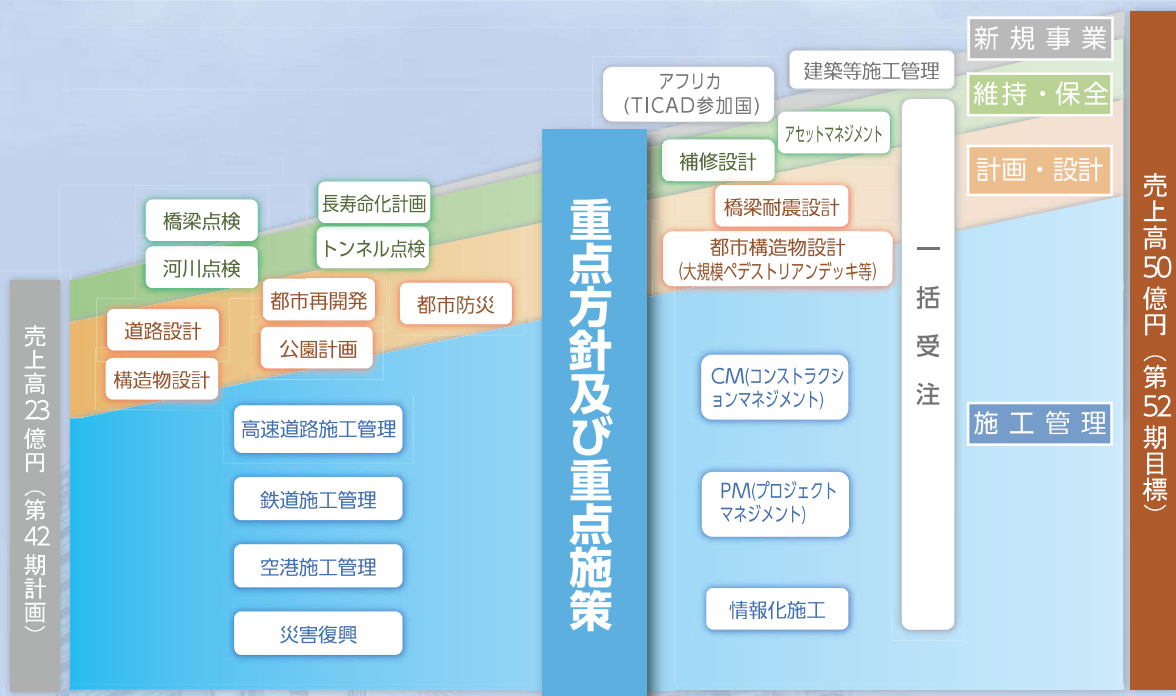 売上高23億円（第42期計画）
橋梁点検
河川点検
長寿命化計画
トンネル点検
道路設計
構造物設計
都市再開発
公園計画
都市防災
高速道路施工管理
鉄道施工管理
空港施工管理
災害復興
重点方針及び重点施策
アフリカ
(TICAD参加国)
建築等施工管理
補修設計
アセットマネジメント
橋梁耐震設計
都市構造物設計
(大規模ペデストリアンデッキ等)
CM(コンストラクシ
ョンマネジメント)
PM(プロジェクト
マネジメント)
情報化施工
一括受注
新規事業
維持・保全
計画・設計
施工管理
売上高50億円（第52期目標）